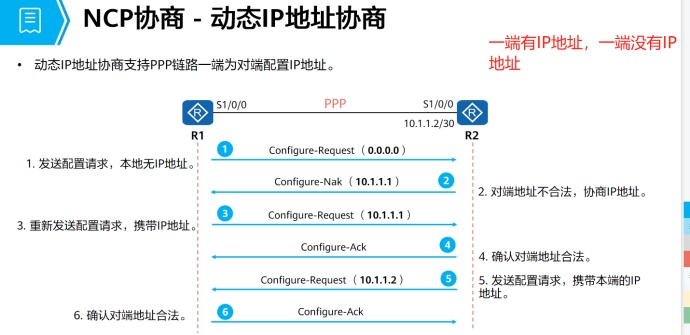 NCP协商 - 动态IP地址协商
一端有IP地址，一端没有IP
地址
• 动态IP地址协商支持PPP链路一端为对端配置IP地址。
S1/0/0
PPP
S1/0/0
10.1.1.2/30
R
R
R1
R2
1
Configure-Request（0.0.0.0）
1. 发送配置请求，本地无IP地址。
Configure-Nak（10.1.1.1）
2
2. 对端地址不合法，协商IP地址。
3
Configure-Request（10.1.1.1）
3. 重新发送配置请求，携带IP地址。
Configure-Ack
4
4. 确认对端地址合法。
Configure-Request（10.1.1.2）
5
5. 发送配置请求，携带本端的IP
地址。
6
Configure-Ack
6. 确认对端地址合法。